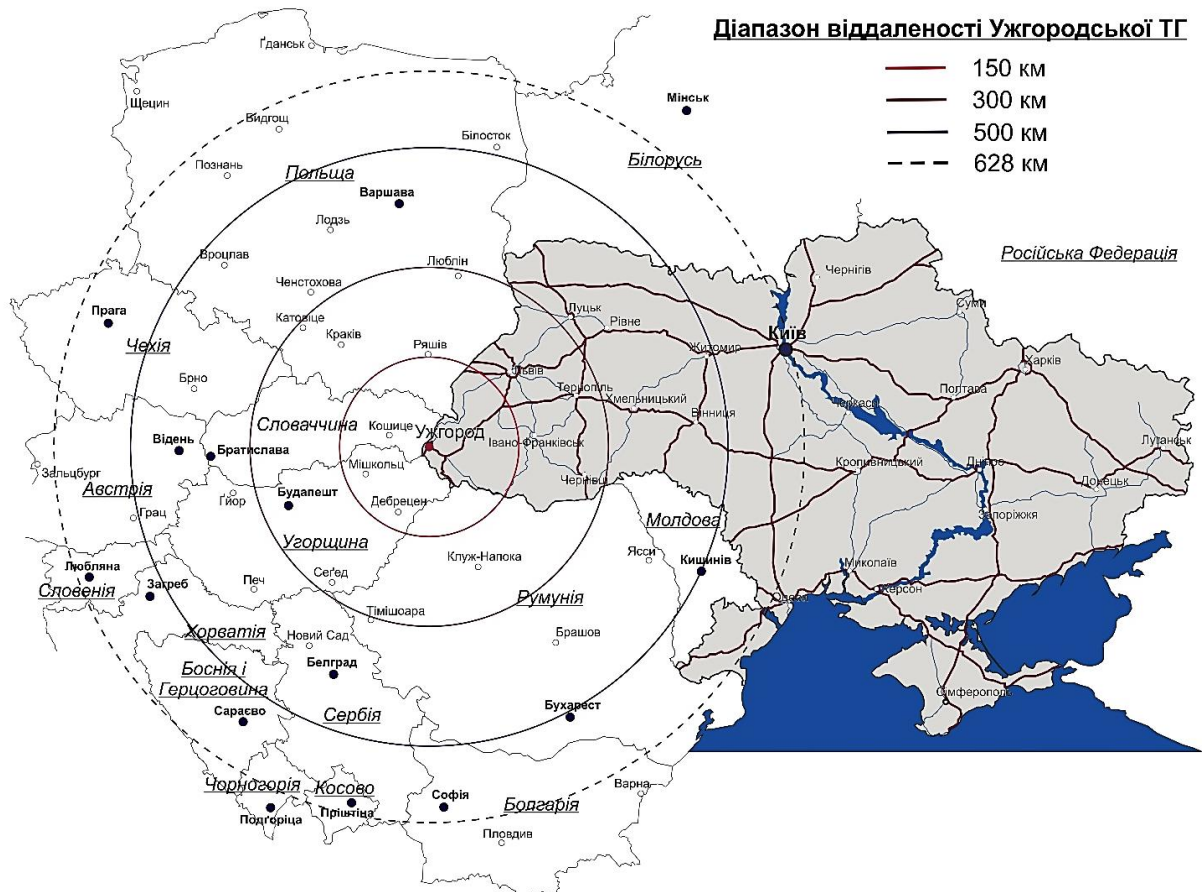 Діапазон віддаленості Ужгородської ТГ
150 км
300 км
500 км
628 км
Ґданськ
Щецин
Мінськ
Видгощ
Білосток
Білорусь
Познань
Польща
Варшава
Лодзь
Російська Федерація
Вроцлав
Люблін
Чернігів
Ченстохова
Суми
Прага
Катовіце
Луцьк
Рівне
Київ
Чехія
Краків
Ряшів
Житомир
Харків
Львів
Брно
Тернопіль
Хмельницький
Полтава
Черкаси
Словаччина
Кошице
Ужгород
Вінниця
Відень
Братислава
Івано-Франківськ
Луганськ
Зальцбург
Мішкольц
Кропивницький
Дніпро
Австрія
Ґйор
Будапешт
Дебрецен
Чернівці
Донецьк
Грац
Запоріжжя
Молдова
Угорщина
Ясси
Любляна
Клуж-Напока
Кишинів
Миколаїв
Словенія
Загреб
Печ
Сегед
Румунія
Херсон
Одеса
Тімішоара
Хорватія
Новий Сад
Брашов
Боснія і
Герцоговина
Белград
Сімферополь
Сараєво
Сербія
Бухарест
Чорногорія
Косово
Софія
Болгарія
Варна
Подгоріца
Пріштіна
Пловдив